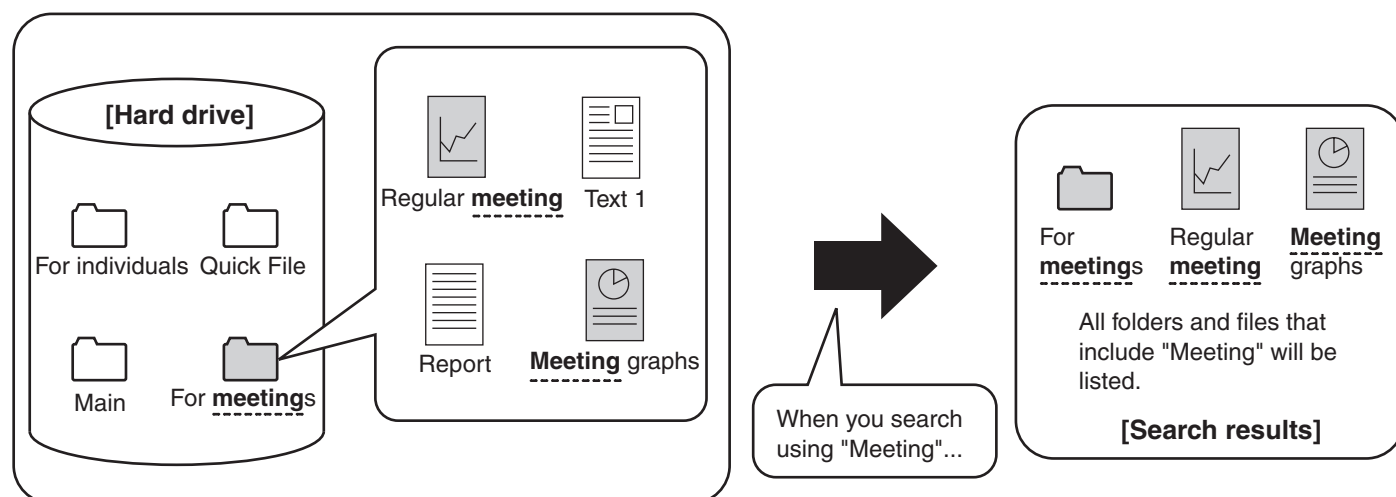 [Hard drive]
For individuals
Quick File
Main
For meetings
Regular meeting
Text 1
Report
Meeting graphs
When you search
using "Meeting"...
For
meetings
Regular
meeting
Meeting
graphs
All folders and files that
include "Meeting" will be
listed.
[Search results]